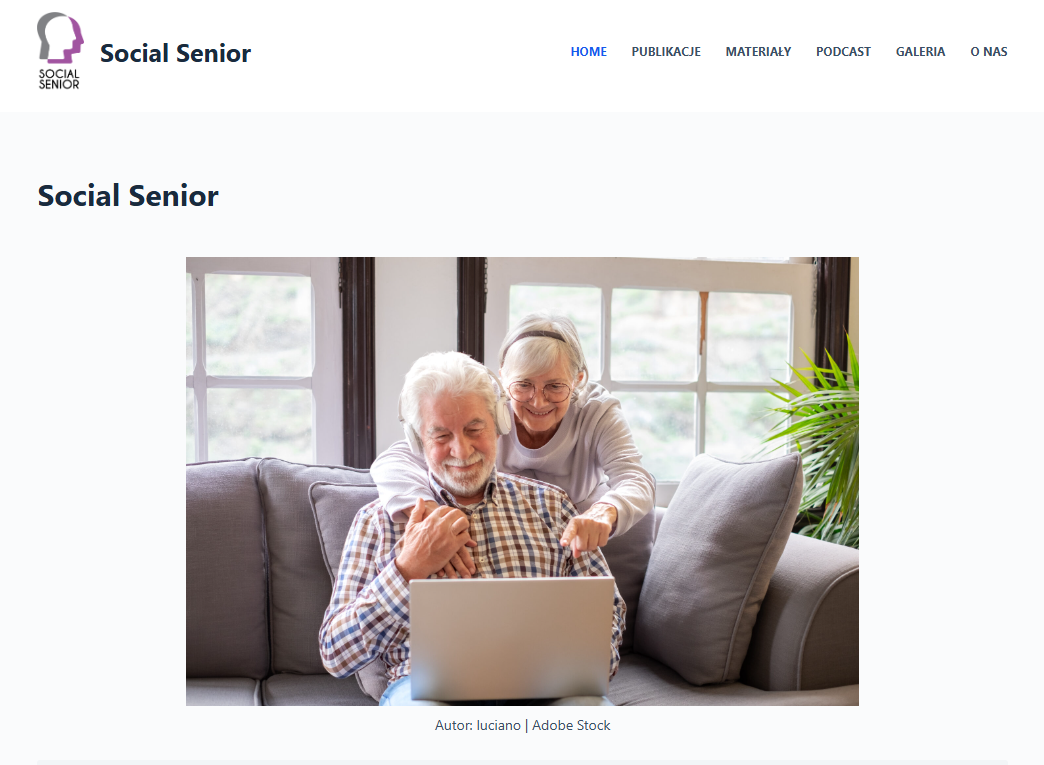 SOCIAL
SENIOR
Social Senior
HOME PUBLIKACJE MATERIAŁY PODCAST GALERIA O NAS
Social Senior
Autor: luciano | Adobe Stock